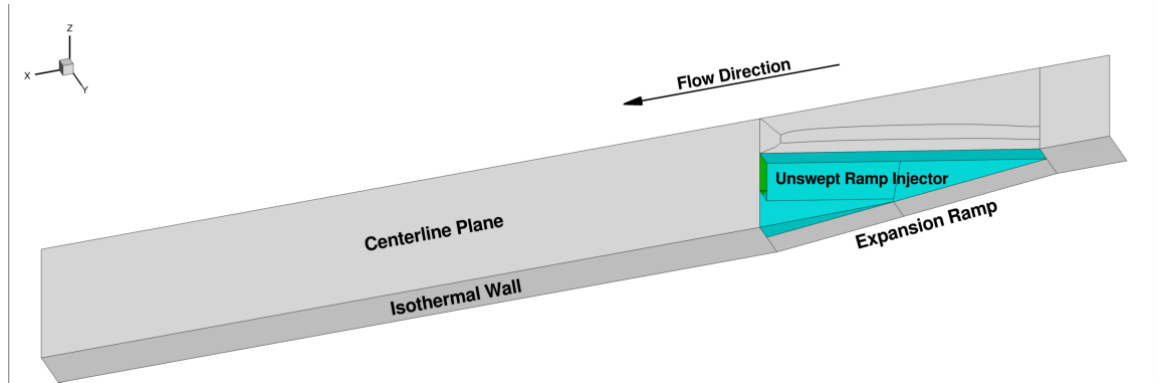 Z
X
Y
Flow Direction
Unswept Ramp Injector
Expansion Ramp
Centerline Plane
Isothermal Wall